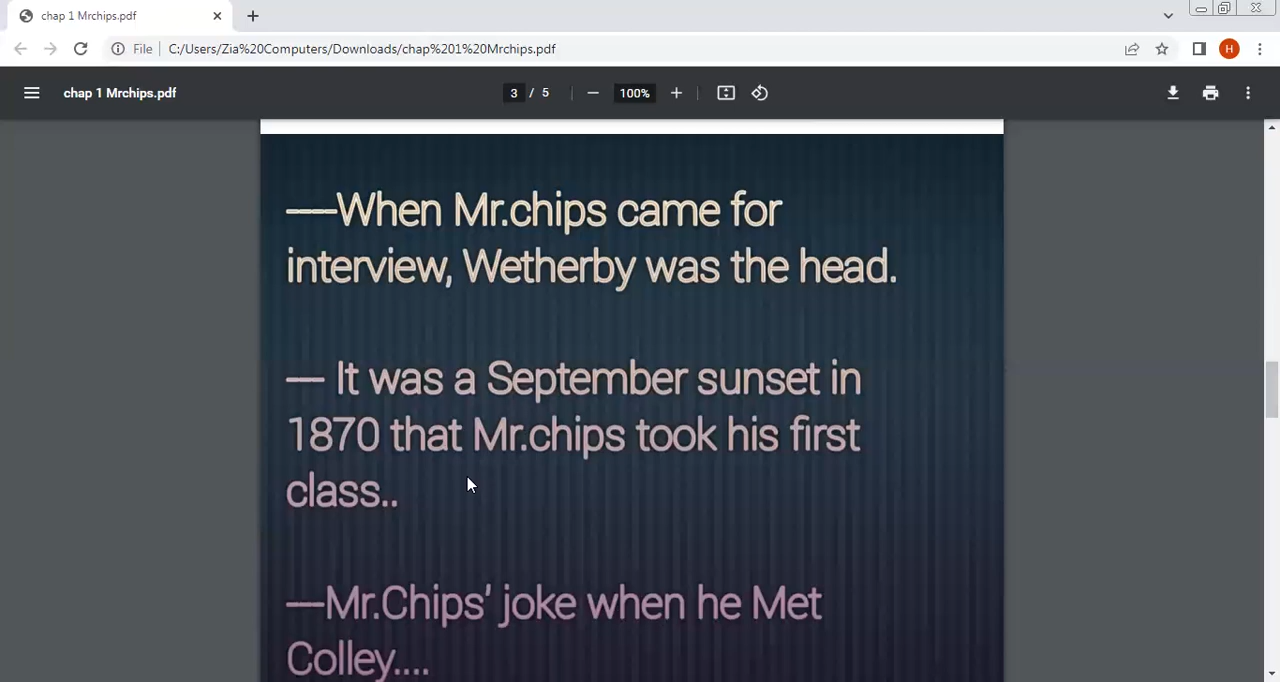 chap 1 Mrchips.pdf
File
C:/Users/Zia%20Computers/Downloads/chap%201%20Mrchips.pdf
H
chap 1 Mrchips.pdf
3 / 5
100%
----When Mr.chips came for
interview, Wetherby was the head.
--- It was a September sunset in
1870 that Mr.chips took his first
class..
---Mr.Chips' joke when he Met
Colley....